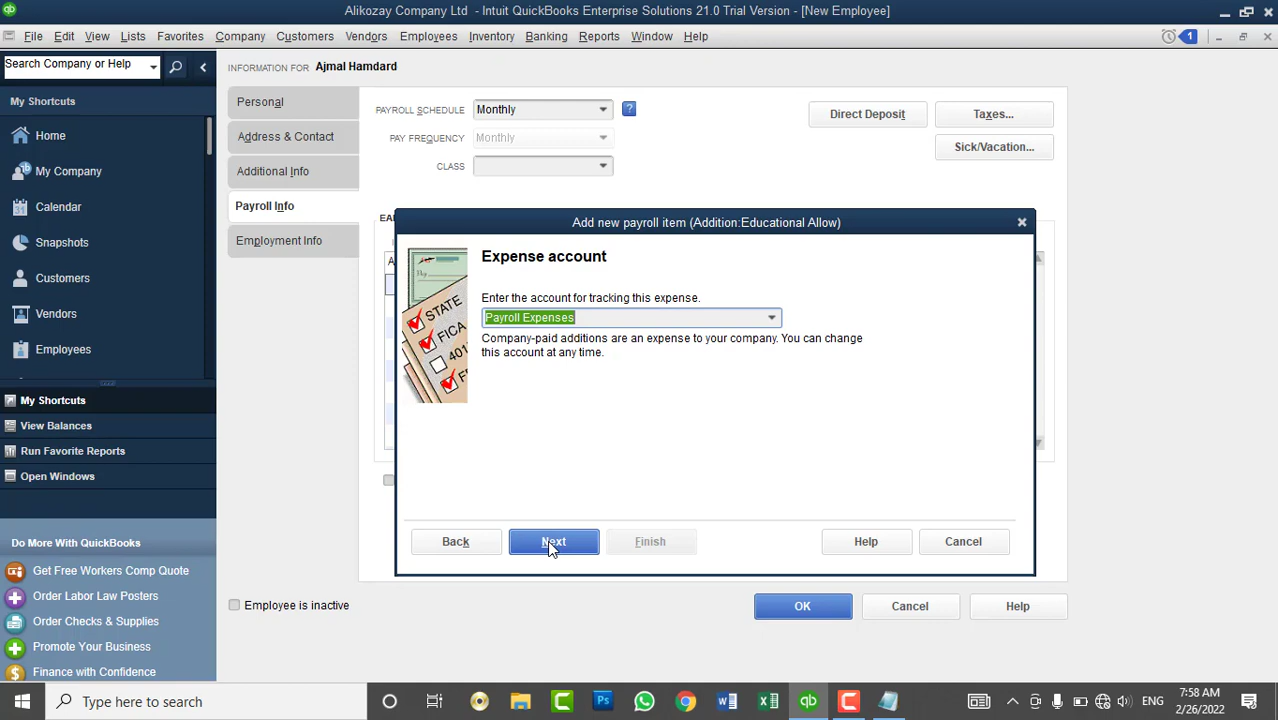 Alikozay Company Ltd - Intuit QuickBooks Enterprise Solutions 21.0 Trial Version - [New Employee]
File Edit View Lists Favorites Company Customers Vendors Employees Inventory Banking Reports Window Help
1
Search Company or Help
INFORMATION FOR Ajmal Hamdard
My Shortcuts
Home
My Company
Calendar
Snapshots
Customers
Vendors
Employees
My Shortcuts
View Balances
Run Favorite Reports
Open Windows
Do More With QuickBooks
Get Free Workers Comp Quote
Order Labor Law Posters
Order Checks & Supplies
Promote Your Business
Finance with Confidence
Personal
Address & Contact
Additional Info
Payroll Info
Employment Info
PAYROLL SCHEDULE Monthly ?
PAY FREQUENCY Monthly
CLASS
Direct Deposit Taxes...
Sick/Vacation...
Add new payroll item (Addition:Educational Allow)
Expense account
Enter the account for tracking this expense.
Payroll Expenses
Company-paid additions are an expense to your company. You can change
this account at any time.
STATE
FICA
Back Next Finish Help Cancel
Employee is inactive
OK Cancel Help
Type here to search
ENG
7:58 AM
2/26/2022